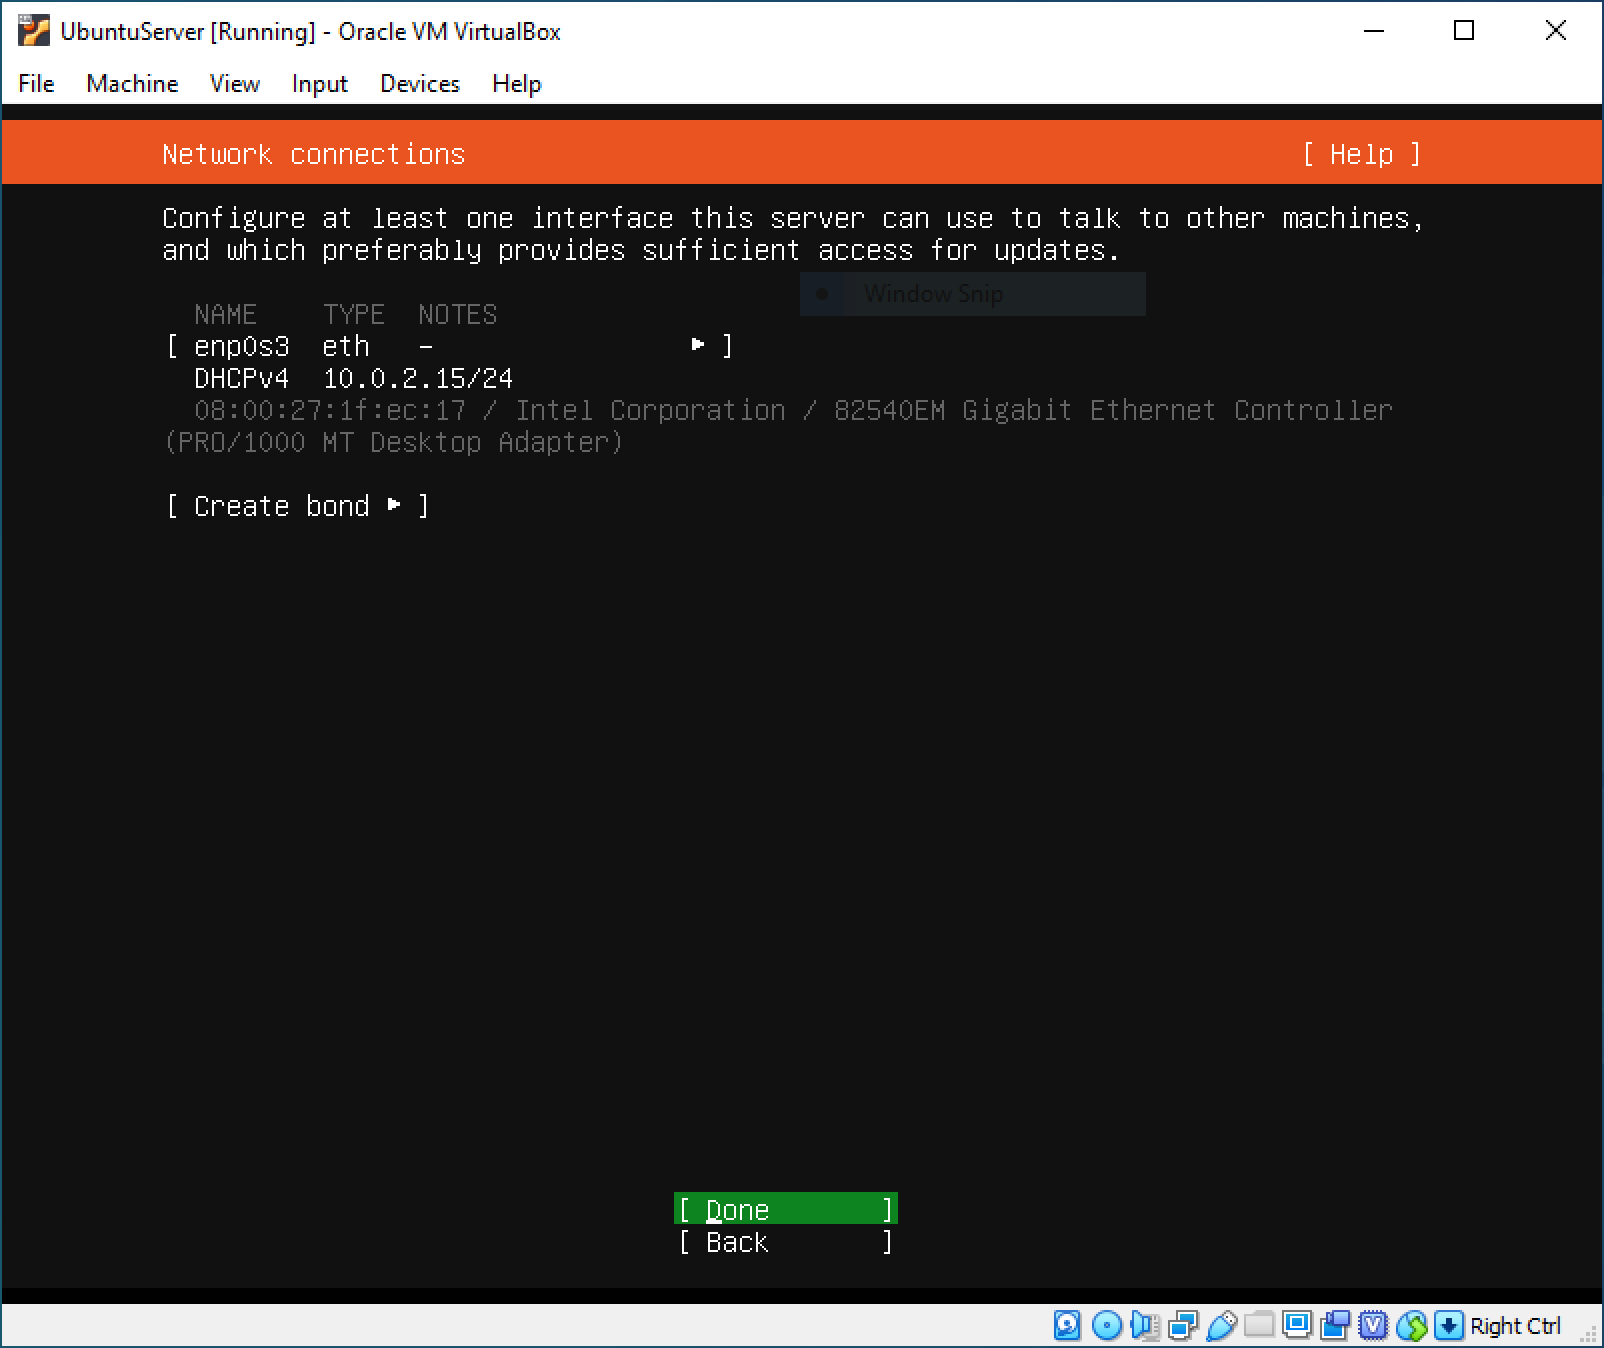 UbuntuServer [Running] - Oracle VM VirtualBox
File Machine View Input Devices Help
Network connections [ Help ]
Configure at least one interface this server can use to talk to other machines,
and which preferably provides sufficient access for updates.
Window Snip
NAME TYPE NOTES
[ enp0s3 eth - ▸ ]
DHCPv4 10.0.2.15/24
08:00:27:1f:ec:17 / Intel Corporation / 82540EM Gigabit Ethernet Controller
(PRO/1000 MT Desktop Adapter)
[ Create bond ▸ ]
[ Done ]
[ Back ]
Right Ctrl